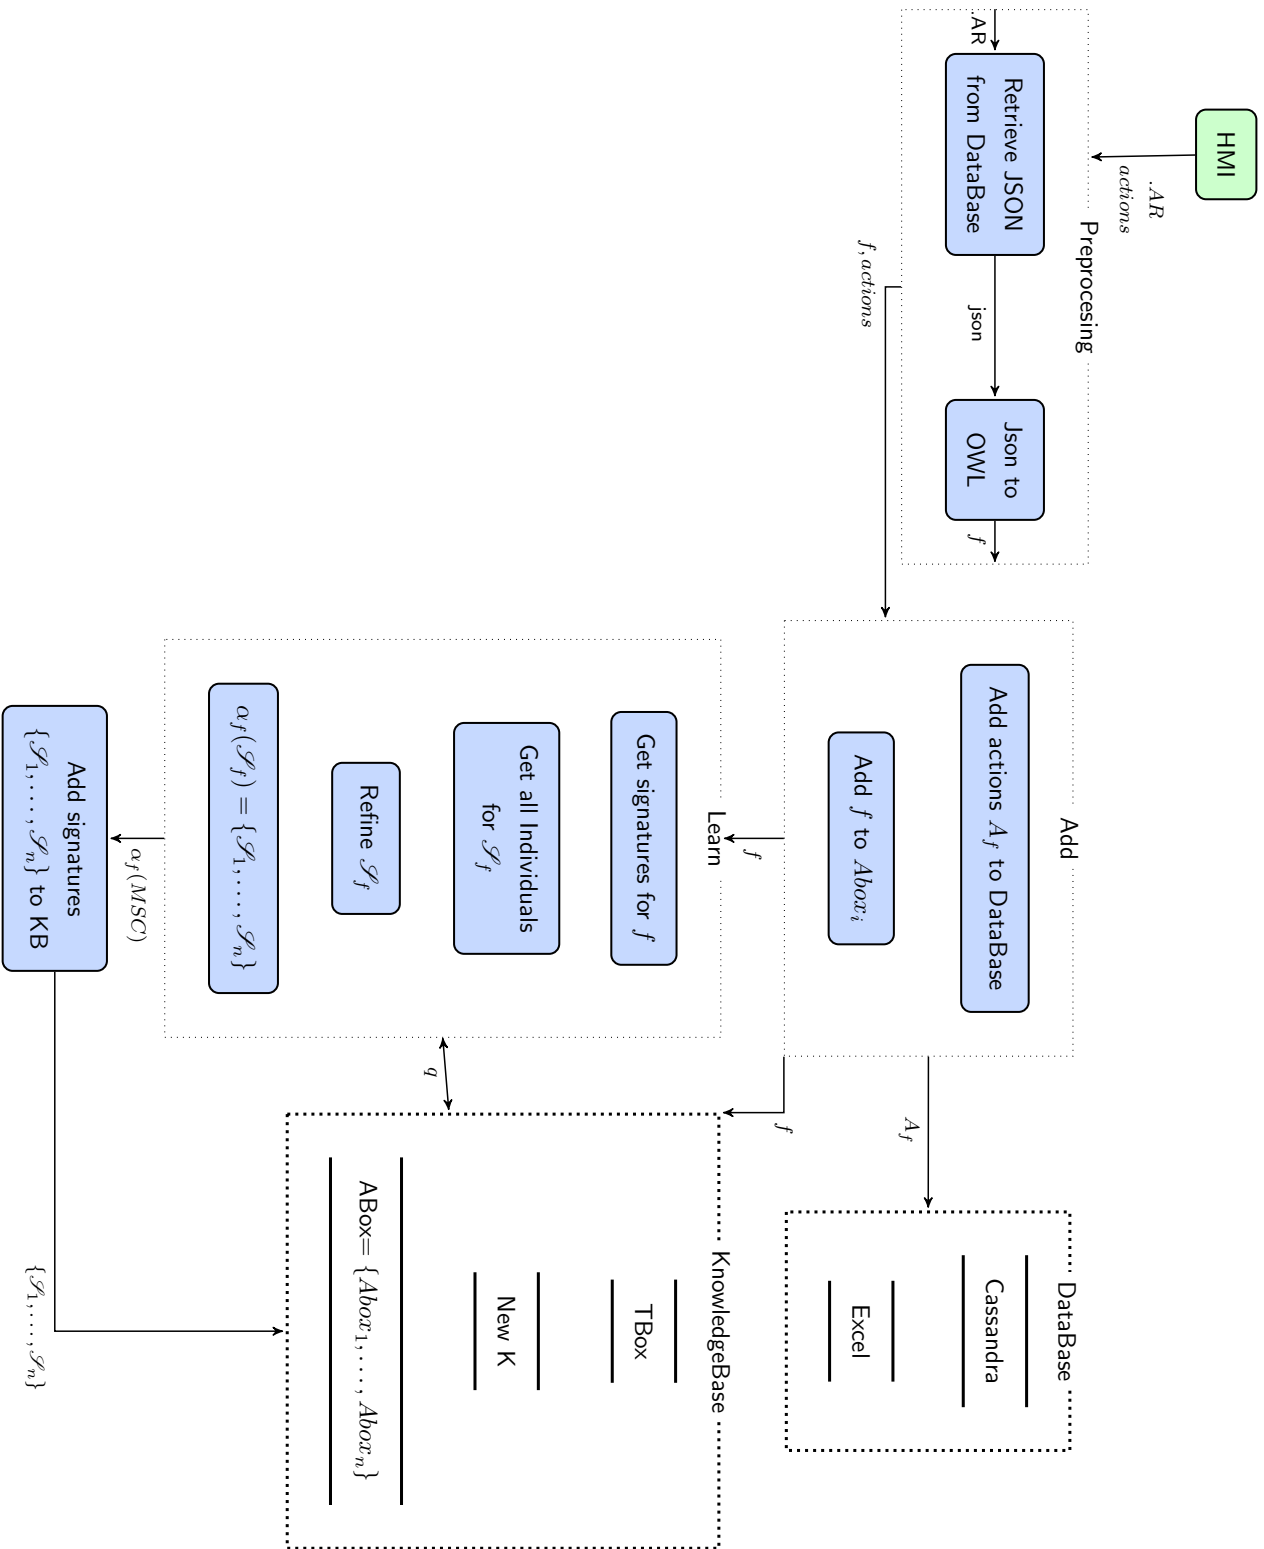 HMI
.AR
actions
Preprocesing
.AR
Retrieve JSON
from DataBase
json
Json to
OWL
f
f, actions
Add
Add actions A_f to DataBase
Add f to Abox_i
A_f
DataBase
Cassandra
Excel
f
f
Learn
Get signatures for f
Get all Individuals
for 𝒮_f
Refine 𝒮_f
α_f(𝒮_f) = {𝒮_1, . . . , 𝒮_n}
q
KnowledgeBase
TBox
New K
ABox= {Abox_1, . . . , Abox_n}
α_f(MSC)
Add signatures
{𝒮_1, . . . , 𝒮_n} to KB
{𝒮_1, . . . , 𝒮_n}